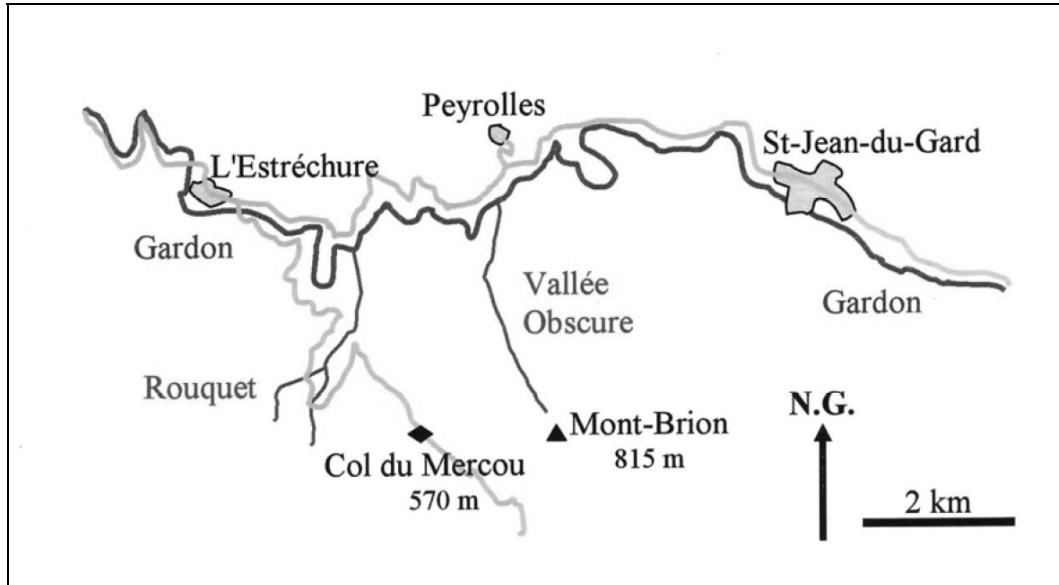 Peyrolles
St-Jean-du-Gard
L'Estréchure
Gardon
Vallée
Obscure
Gardon
Rouquet
N.G.
Mont-Brion
815 m
Col du Mercou
570 m
2 km